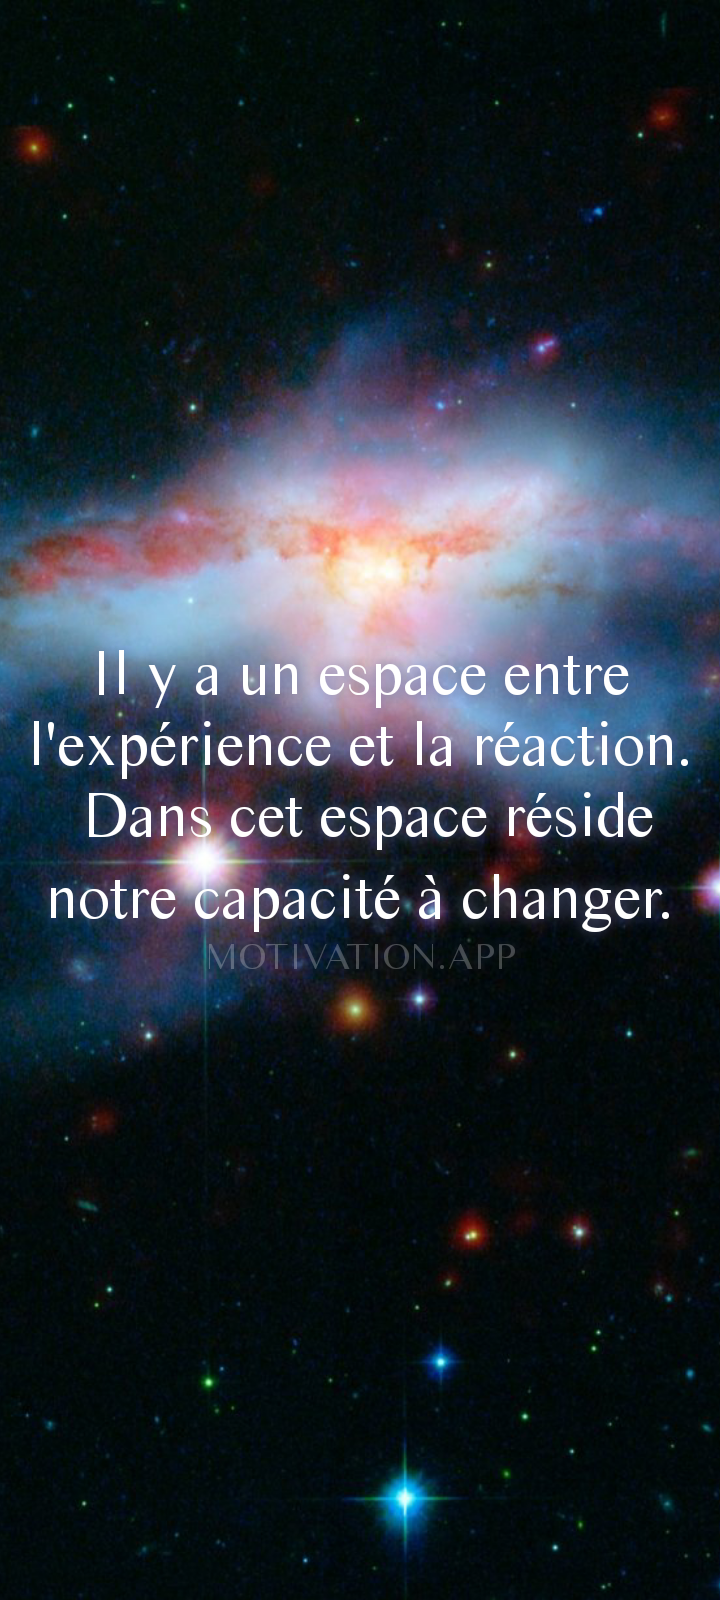 Il y a un espace entre
l'expérience et la réaction.
Dans cet espace réside
notre capacité à changer.
MOTIVATION.APP